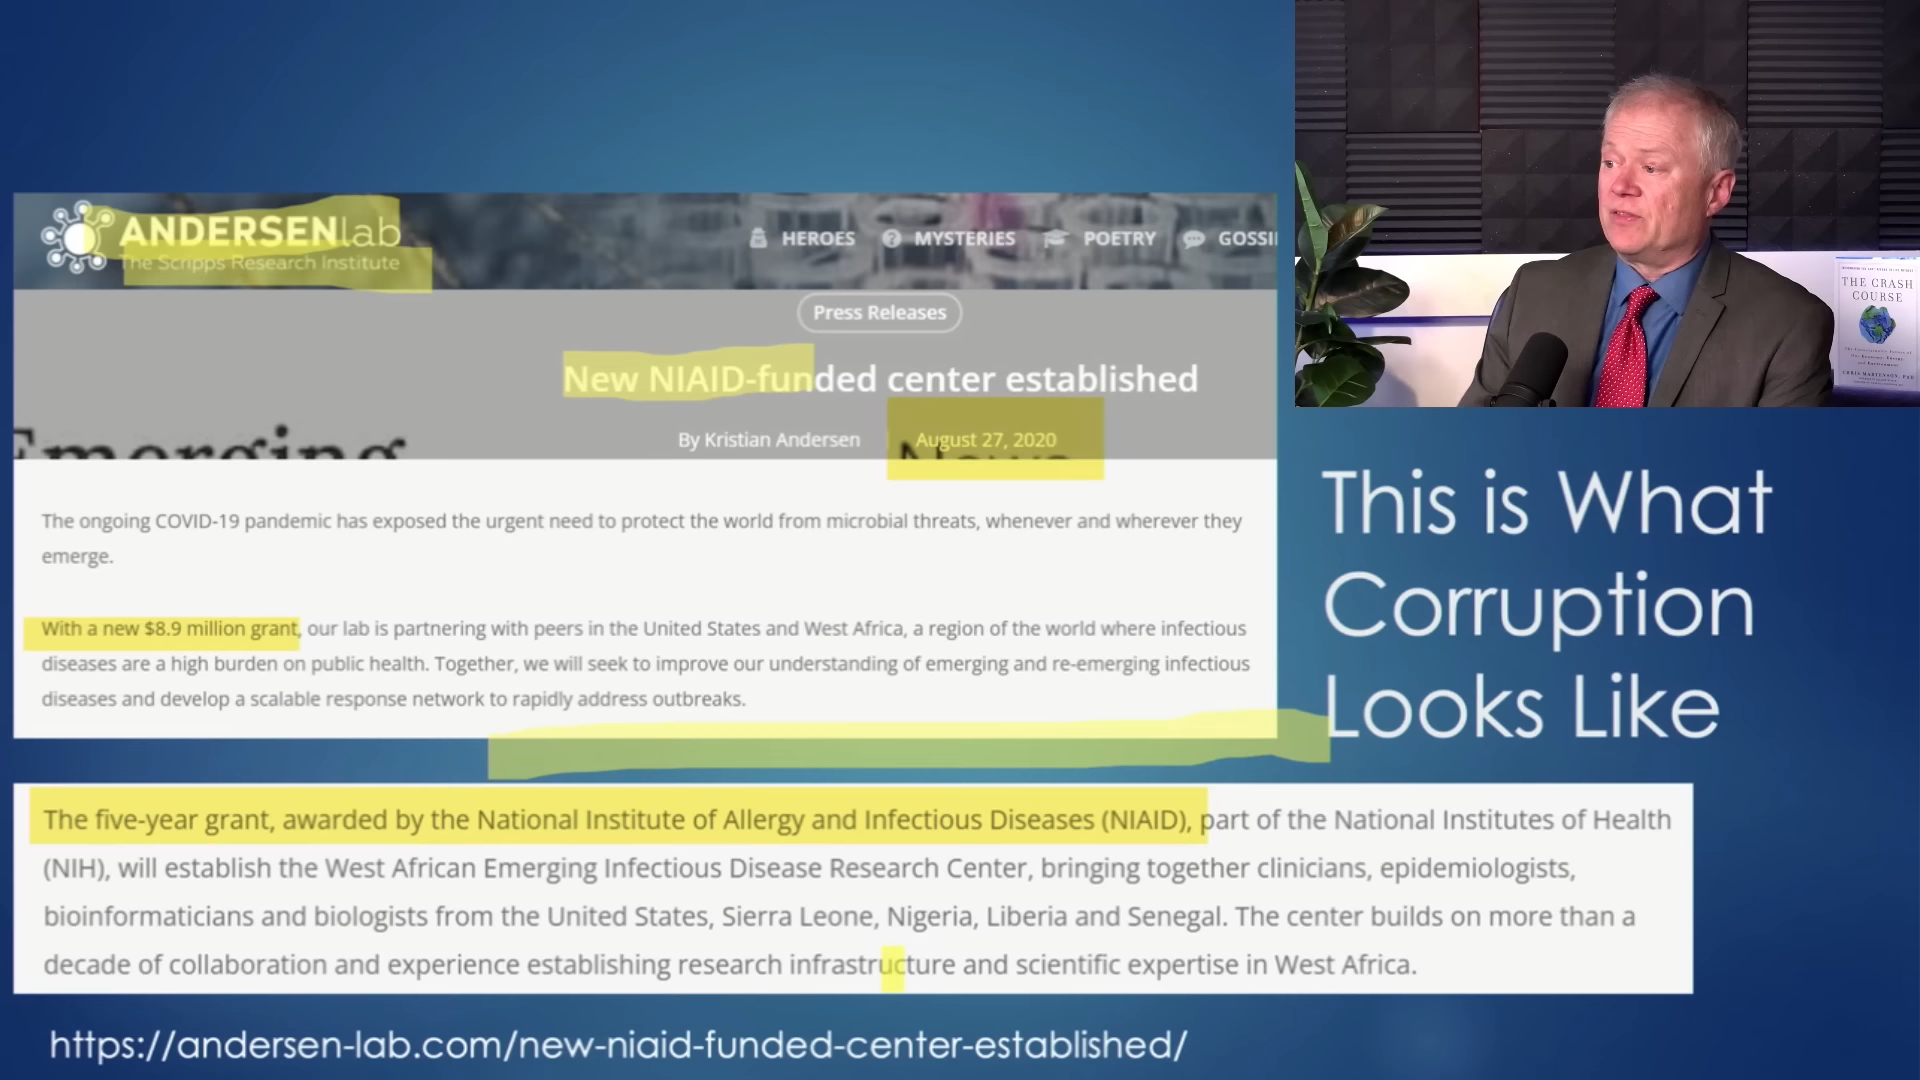 ANDERSENlab
The Scripps Research Institute
HEROES
MYSTERIES
POETRY
GOSSI
Press Releases
New NIAID-funded center established
Emerging
News
By Kristian Andersen
August 27, 2020
The ongoing COVID-19 pandemic has exposed the urgent need to protect the world from microbial threats, whenever and wherever they
emerge.
With a new $8.9 million grant, our lab is partnering with peers in the United States and West Africa, a region of the world where infectious
diseases are a high burden on public health. Together, we will seek to improve our understanding of emerging and re-emerging infectious
diseases and develop a scalable response network to rapidly address outbreaks.
The five-year grant, awarded by the National Institute of Allergy and Infectious Diseases (NIAID), part of the National Institutes of Health
(NIH), will establish the West African Emerging Infectious Disease Research Center, bringing together clinicians, epidemiologists,
bioinformaticians and biologists from the United States, Sierra Leone, Nigeria, Liberia and Senegal. The center builds on more than a
decade of collaboration and experience establishing research infrastructure and scientific expertise in West Africa.
https://andersen-lab.com/new-niaid-funded-center-established/
This is What
Corruption
Looks Like
THE CRASH
COURSE
CHRIS MARTENSON, PHD